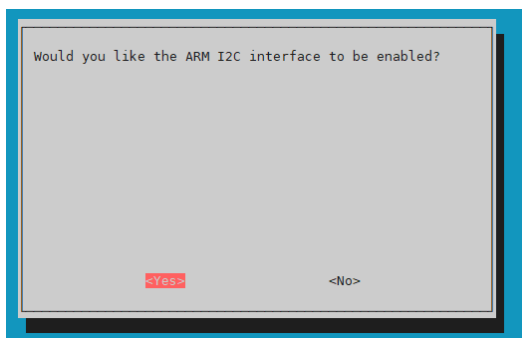 Would you like the ARM I2C interface to be enabled?
<Yes> <No>